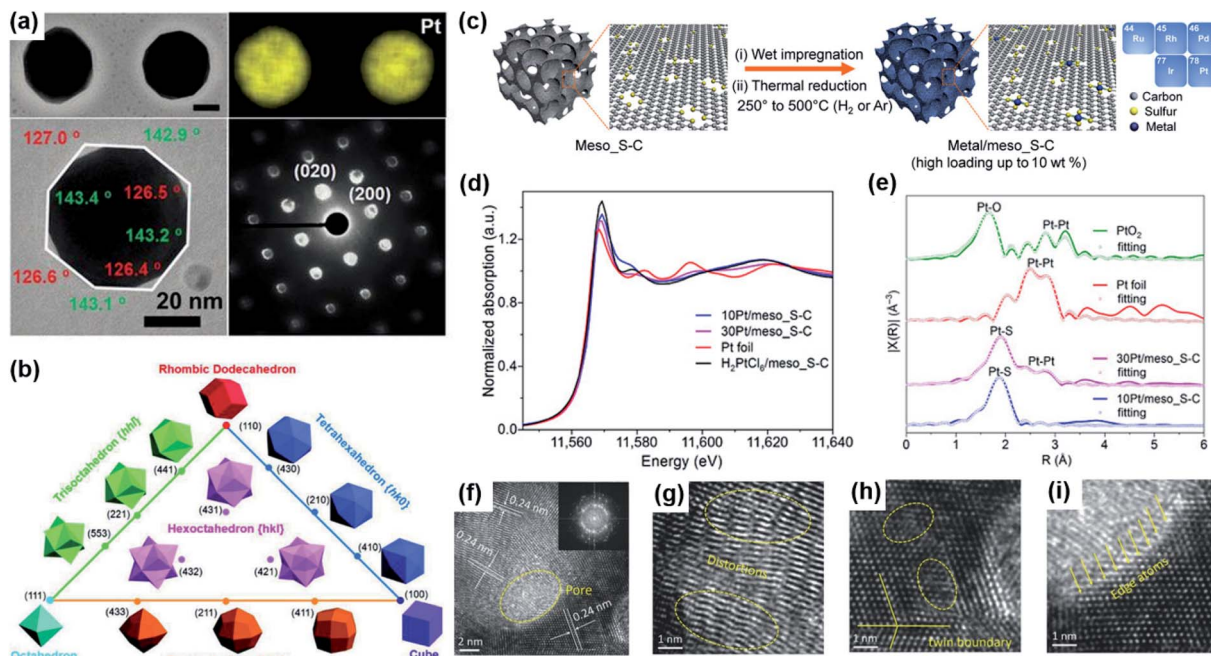 (a)
Pt
127.0 °
142.9 °
143.4 °
126.5 °
143.2 °
126.6 °
126.4 °
143.1 °
20 nm
(020)
(200)
(b)
Rhombic Dodecahedron
(110)
Trisoctahedron {hhl}
Tetrahexahedron {hk0}
(441)
(430)
(431)
(221)
(210)
Hexoctahedron {hkl}
(553)
(432)
(421)
(410)
(111)
(100)
(433)
(211)
(411)
Octahedron
Cube
(c)
(i) Wet impregnation
(ii) Thermal reduction
250° to 500°C (H2 or Ar)
Meso_S-C
Metal/meso_S-C
(high loading up to 10 wt %)
44
Ru
45
Rh
46
Pd
77
Ir
78
Pt
Carbon
Sulfur
Metal
(d)
Normalized absorption (a.u.)
1.2
0.8
0.4
0.0
10Pt/meso_S-C
30Pt/meso_S-C
Pt foil
H2PtCl6/meso_S-C
11,560
11,600
11,620
11,640
Energy (eV)
(e)
|X(R)| (Å−3)
Pt-O
Pt-Pt
PtO2
fitting
Pt-Pt
Pt foil
fitting
Pt-S
Pt-Pt
30Pt/meso_S-C
fitting
Pt-S
10Pt/meso_S-C
fitting
0
1
2
3
4
5
6
R (Å)
(f)
0.24 nm
0.24 nm
Pore
0.24 nm
2 nm
(g)
Distortions
1 nm
(h)
1 nm
twin boundary
(i)
Edge atoms
1 nm